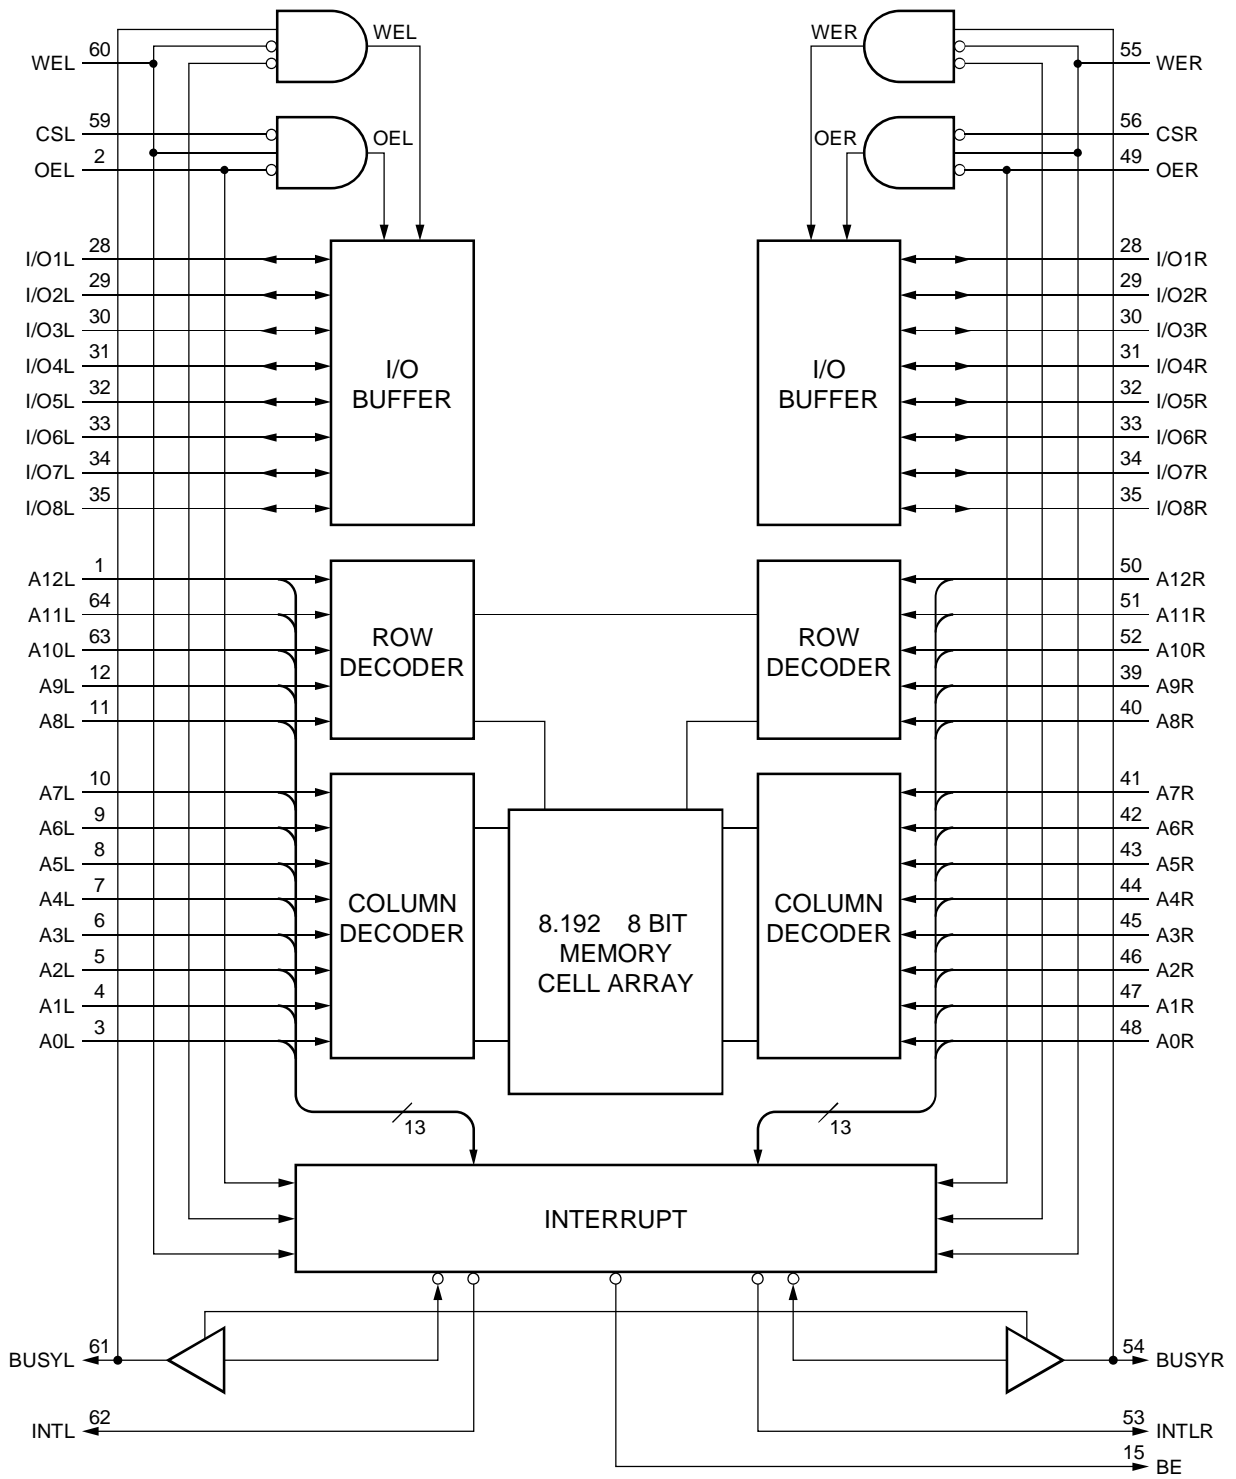 WEL
WER
60
WEL
55
WER
59
CSL
OEL
OER
56
CSR
2
OEL
49
OER
28
I/O1L
28
I/O1R
29
I/O2L
29
I/O2R
30
I/O3L
30
I/O3R
31
I/O4L
31
I/O4R
32
I/O5L
32
I/O5R
33
I/O6L
33
I/O6R
34
I/O7L
34
I/O7R
35
I/O8L
35
I/O8R
I/O
BUFFER
I/O
BUFFER
1
A12L
50
A12R
64
A11L
51
A11R
63
A10L
52
A10R
12
A9L
39
A9R
11
A8L
40
A8R
ROW
DECODER
ROW
DECODER
10
A7L
41
A7R
9
A6L
42
A6R
8
A5L
43
A5R
7
A4L
44
A4R
6
A3L
45
A3R
5
A2L
46
A2R
4
A1L
47
A1R
3
A0L
48
A0R
COLUMN
DECODER
8.192 8 BIT
MEMORY
CELL ARRAY
COLUMN
DECODER
13
13
INTERRUPT
61
BUSYL
54
BUSYR
62
INTL
53
INTLR
15
BE